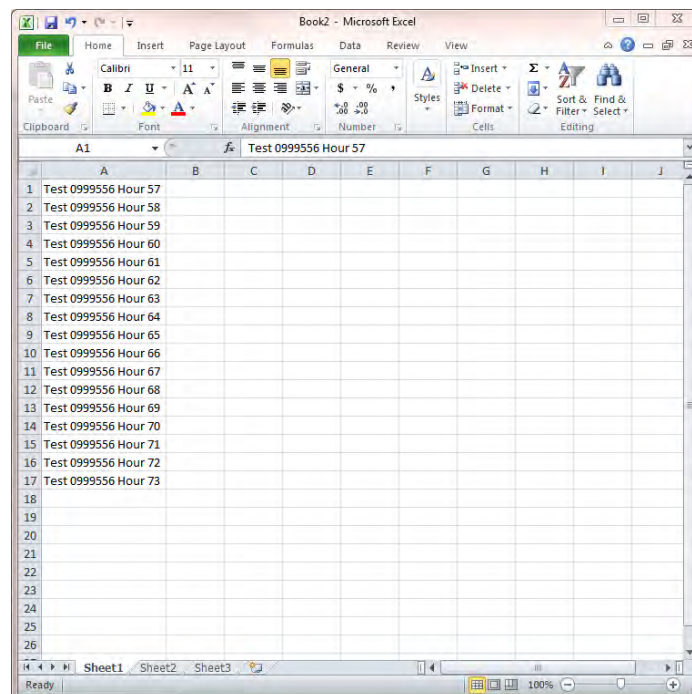 Book2 - Microsoft Excel
File Home Insert Page Layout Formulas Data Review View
Calibri 11 General Insert Σ
Paste B I U A A $ % , Styles Delete Sort & Find &
A .0 .00 .00 .0 Format Filter Select
Clipboard Font Alignment Number Cells Editing
A1 fx Test 0999556 Hour 57
A B C D E F G H I J
1 Test 0999556 Hour 57
2 Test 0999556 Hour 58
3 Test 0999556 Hour 59
4 Test 0999556 Hour 60
5 Test 0999556 Hour 61
6 Test 0999556 Hour 62
7 Test 0999556 Hour 63
8 Test 0999556 Hour 64
9 Test 0999556 Hour 65
10 Test 0999556 Hour 66
11 Test 0999556 Hour 67
12 Test 0999556 Hour 68
13 Test 0999556 Hour 69
14 Test 0999556 Hour 70
15 Test 0999556 Hour 71
16 Test 0999556 Hour 72
17 Test 0999556 Hour 73
18
19
20
21
22
23
24
25
26
Sheet1 Sheet2 Sheet3
Ready 100%